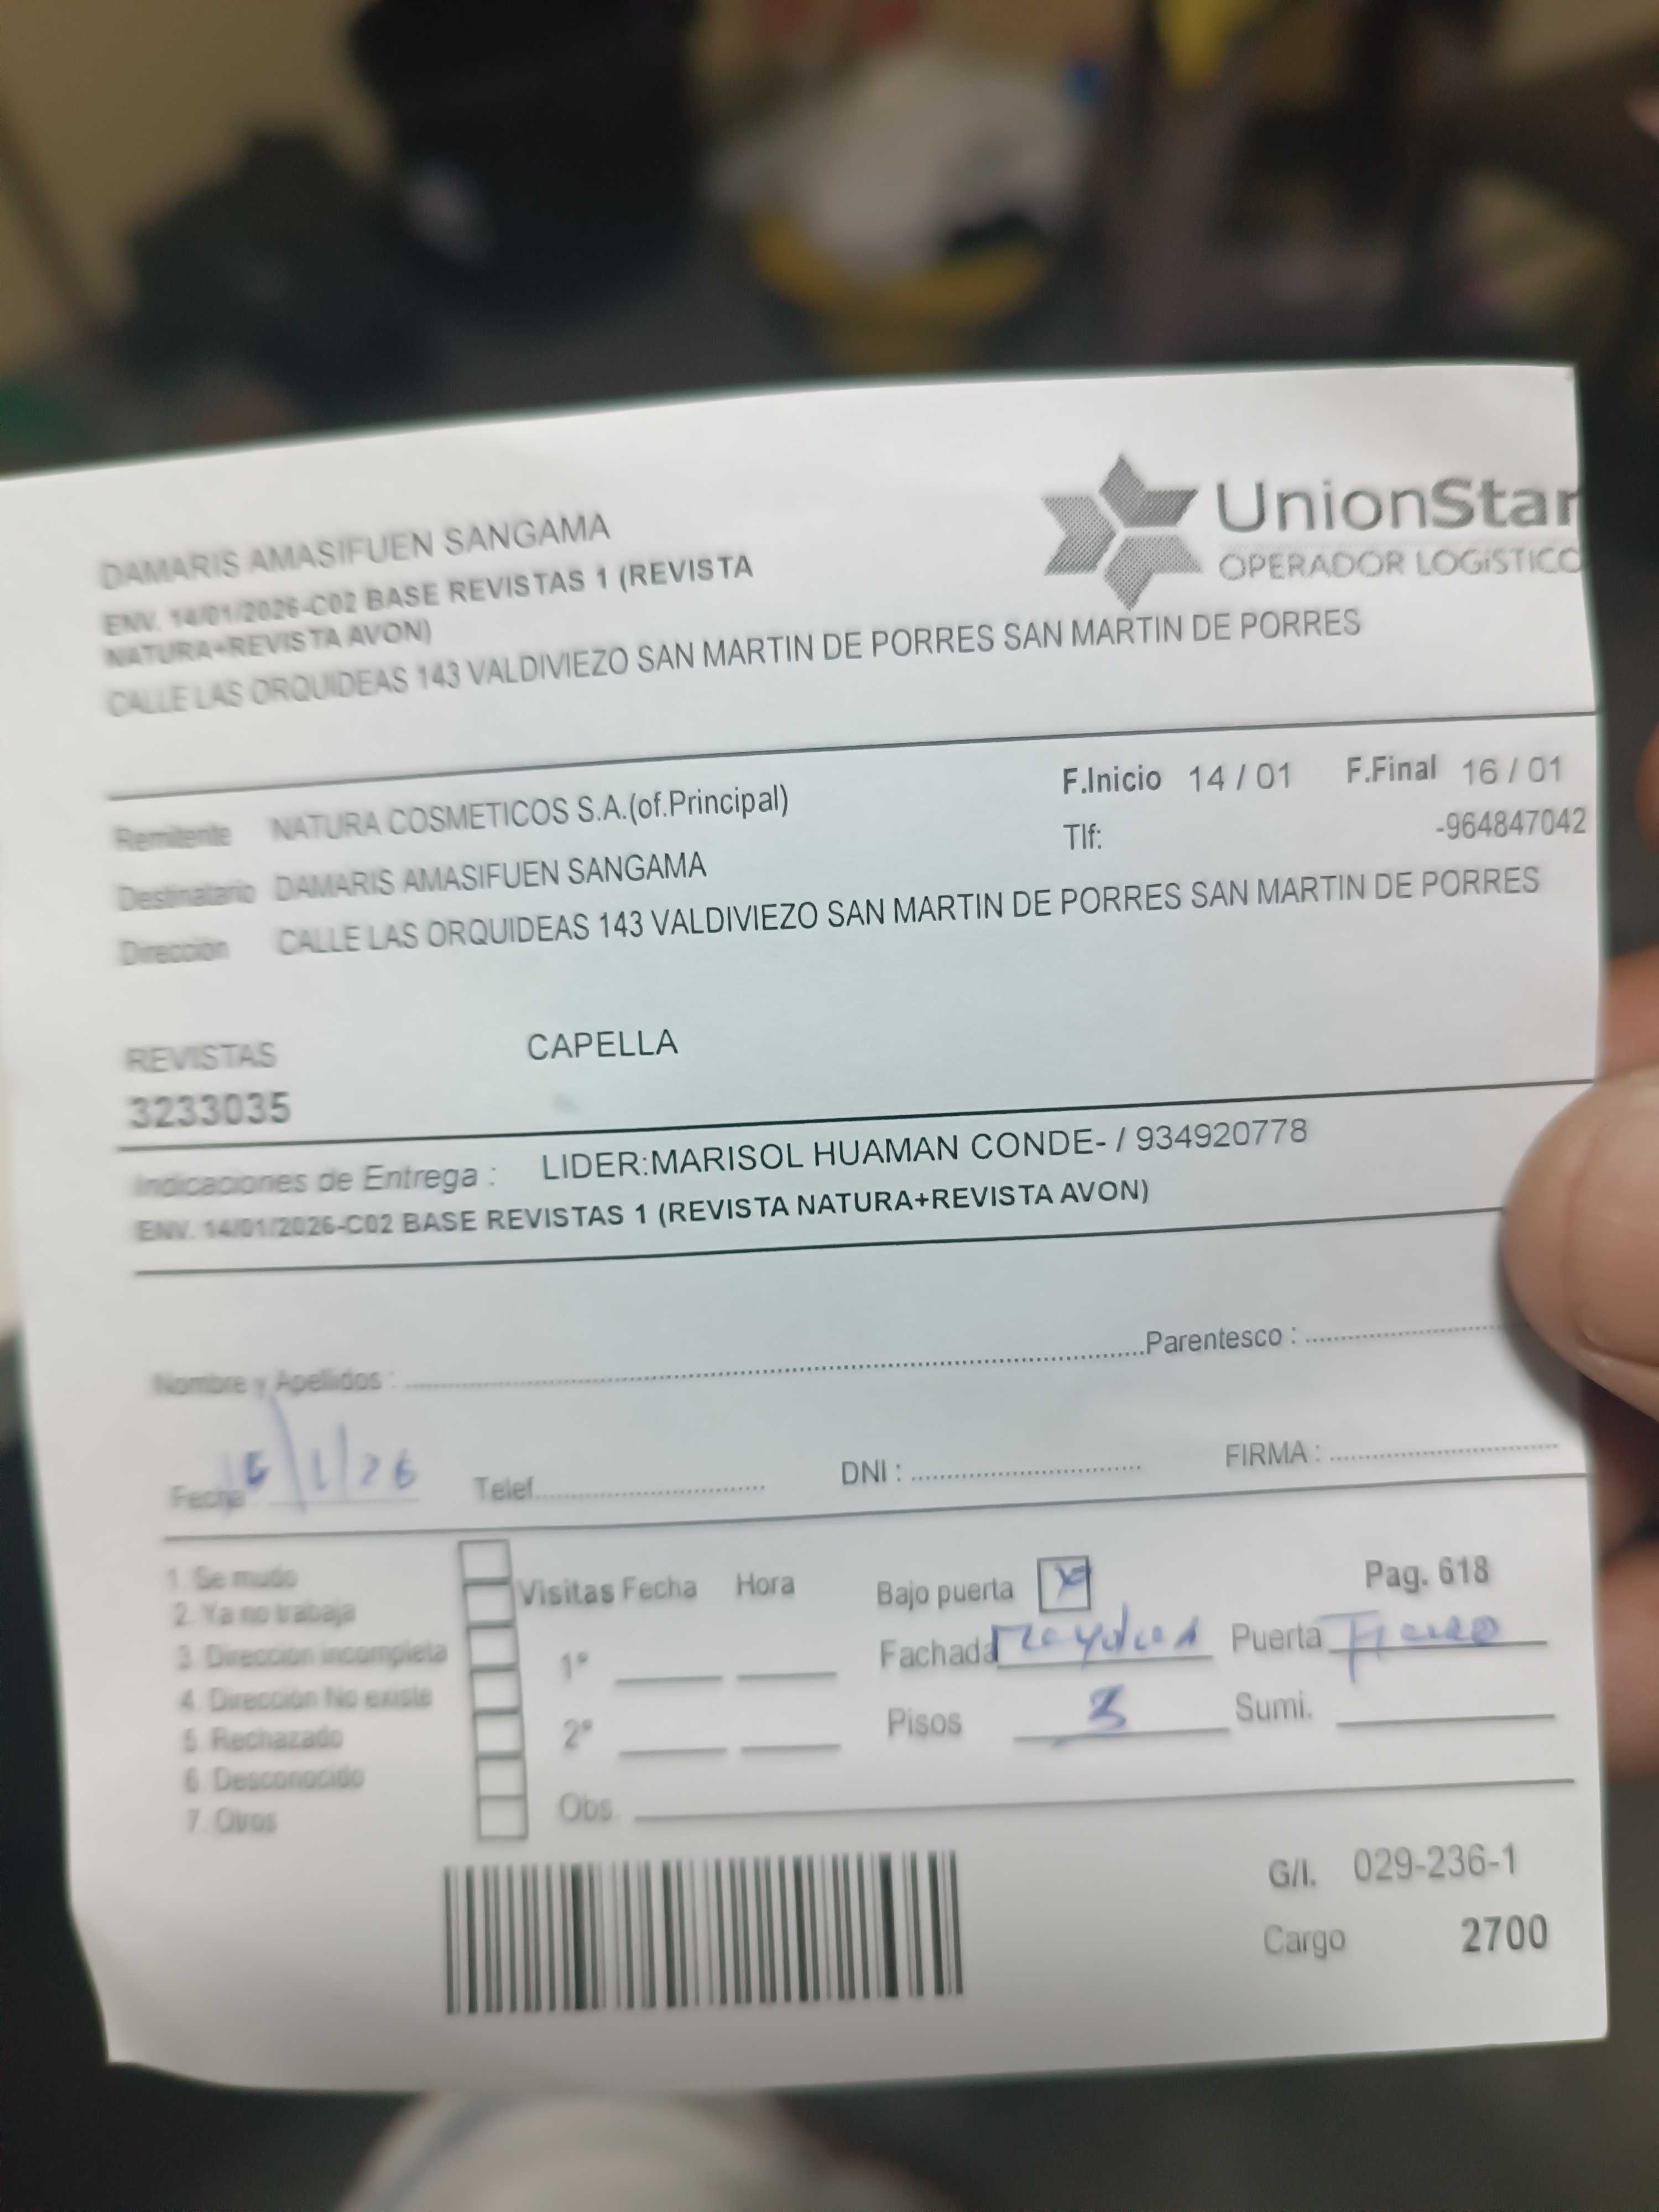 UnionStar
OPERADOR LOGÍSTICO
DAMARIS AMASIFUEN SANGAMA
ENV. 14/01/2026-C02 BASE REVISTAS 1 (REVISTA
NATURA+REVISTA AVON)
CALLE LAS ORQUIDEAS 143 VALDIVIEZO SAN MARTIN DE PORRES SAN MARTIN DE PORRES
Remitente NATURA COSMETICOS S.A.(of.Principal) F.Inicio 14 / 01 F.Final 16 / 01
Destinatario DAMARIS AMASIFUEN SANGAMA Tlf: -964847042
Dirección CALLE LAS ORQUIDEAS 143 VALDIVIEZO SAN MARTIN DE PORRES SAN MARTIN DE PORRES
REVISTAS CAPELLA
3233035
Indicaciones de Entrega : LIDER:MARISOL HUAMAN CONDE- / 934920778
ENV. 14/01/2026-C02 BASE REVISTAS 1 (REVISTA NATURA+REVISTA AVON)
Nombre y Apellidos : Parentesco :
Fecha 15/1/26 Telef. DNI : FIRMA :
1. Se mudo
2. Ya no trabaja
3. Dirección incompleta
4. Dirección No existe
5. Rechazado
6. Desconocido
7. Otros
Visitas Fecha Hora
1°
2°
Obs.
Bajo puerta X Pag. 618
Fachada Puerta Fierro
Pisos 3 Sumi.
G/I. 029-236-1
Cargo 2700